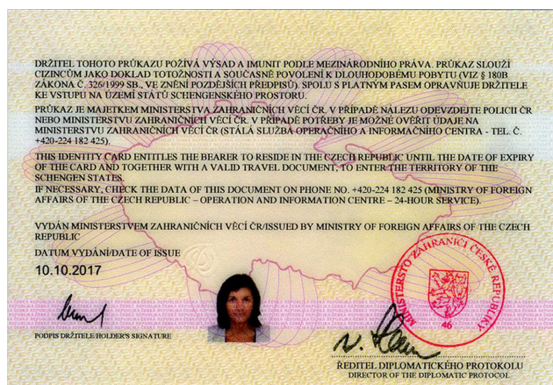 DRŽITEL TOHOTO PRŮKAZU POŽÍVÁ VÝSAD A IMUNIT PODLE MEZINÁRODNÍHO PRÁVA. PRŮKAZ SLOUŽÍ
CIZINCŮM JAKO DOKLAD TOTOŽNOSTI A SOUČASNĚ POVOLENÍ K DLOUHODOBÉMU POBYTU (VIZ § 180B
ZÁKONA Č. 326/1999 SB., VE ZNĚNÍ POZDĚJŠÍCH PŘEDPISŮ). SPOLU S PLATNÝM PASEM OPRAVŇUJE DRŽITELE
KE VSTUPU NA ÚZEMÍ STÁTŮ SCHENGENSKÉHO PROSTORU.
PRŮKAZ JE MAJETKEM MINISTERSTVA ZAHRANIČNÍCH VĚCÍ ČR. V PŘÍPADĚ NÁLEZU ODEVZDEJTE POLICII ČR
NEBO MINISTERSTVU ZAHRANIČNÍCH VĚCÍ ČR. V PŘÍPADĚ POTŘEBY JE MOŽNÉ OVĚŘIT ÚDAJE NA
MINISTERSTVU ZAHRANIČNÍCH VĚCÍ ČR (STÁLÁ SLUŽBA OPERAČNÍHO A INFORMAČNÍHO CENTRA - TEL. Č.
+420-224 182 425).
THIS IDENTITY CARD ENTITLES THE BEARER TO RESIDE IN THE CZECH REPUBLIC UNTIL THE DATE OF EXPIRY
OF THE CARD AND TOGETHER WITH A VALID TRAVEL DOCUMENT, TO ENTER THE TERRITORY OF THE
SCHENGEN STATES.
IF NECESSARY, CHECK THE DATA OF THIS DOCUMENT ON PHONE NO. +420-224 182 425 (MINISTRY OF FOREIGN
AFFAIRS OF THE CZECH REPUBLIC – OPERATION AND INFORMATION CENTRE – 24-HOUR SERVICE).
VYDÁN MINISTERSTVEM ZAHRANIČNÍCH VĚCÍ ČR/ISSUED BY MINISTRY OF FOREIGN AFFAIRS OF THE CZECH
REPUBLIC
DATUM VYDÁNÍ/DATE OF ISSUE
10.10.2017
MINISTERSTVO ZAHRANIČÍ ČESKÉ REPUBLIKY
46
PODPIS DRŽITELE/HOLDER'S SIGNATURE
ŘEDITEL DIPLOMATICKÉHO PROTOKOLU
DIRECTOR OF THE DIPLOMATIC PROTOCOL